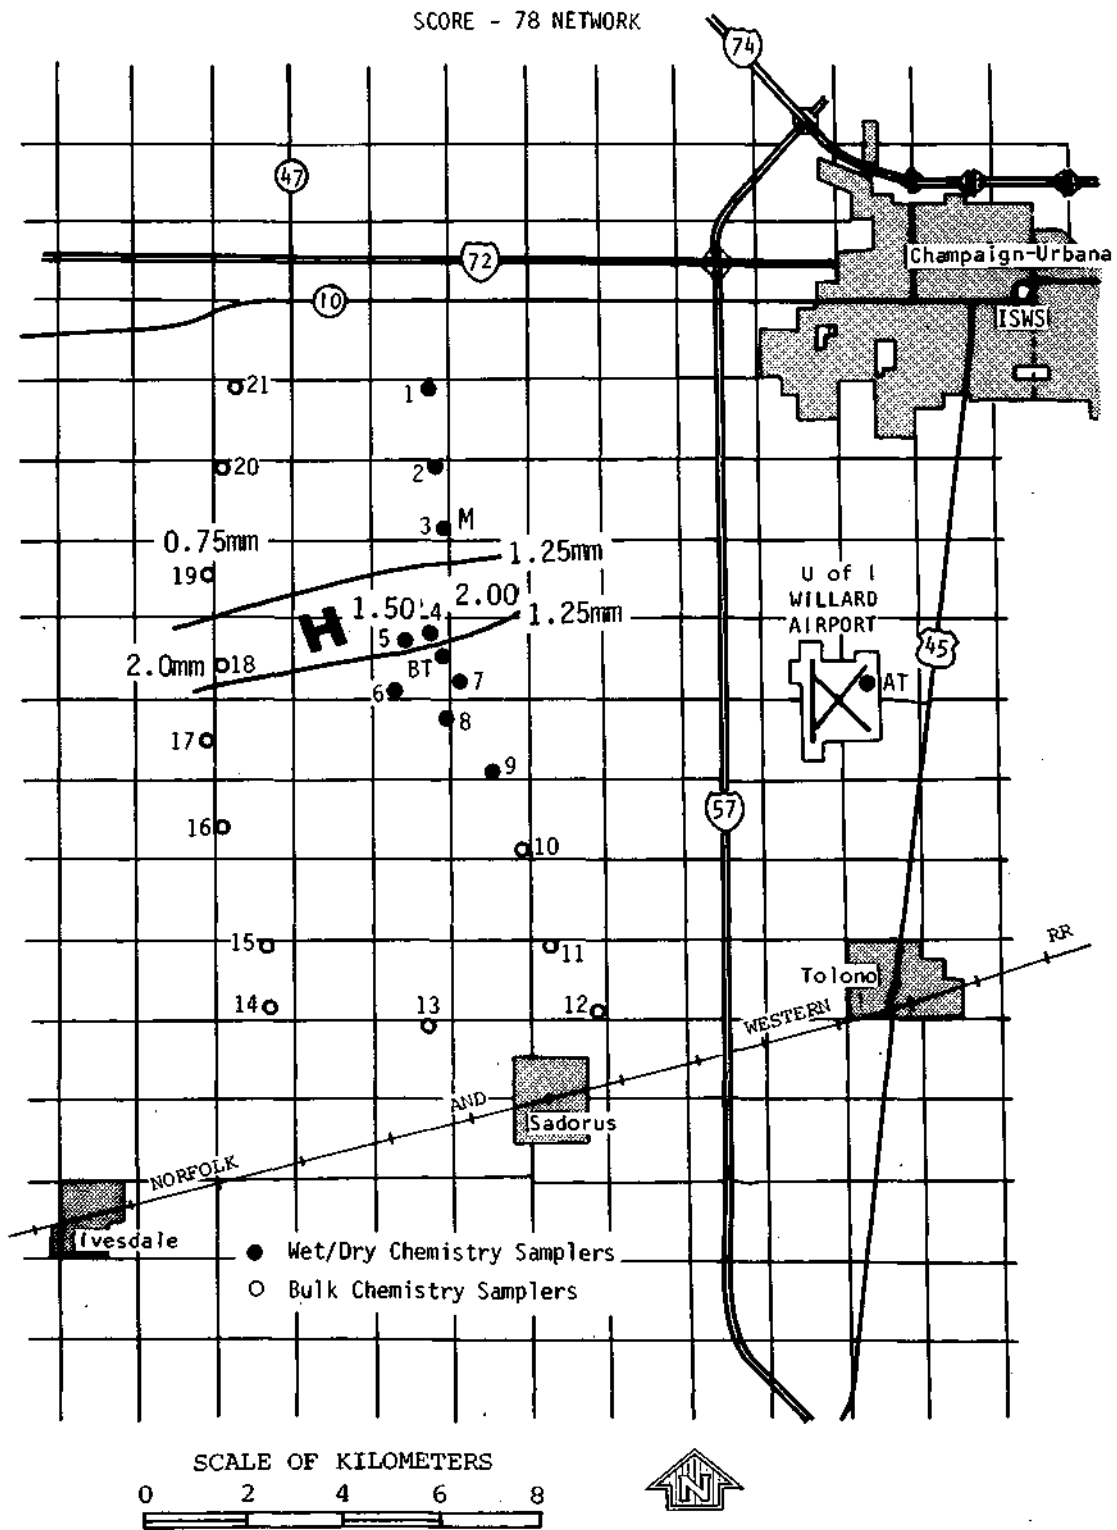 SCORE - 78 NETWORK
74
47
72
Champaign-Urbana
10
ISWS
21
1
20
2
3 M
0.75mm
1.25mm
19
U of I
WILLARD
AIRPORT
2.00
1.50 4
H
1.25mm
5
45
2.0mm 18
BT
7
AT
6
8
17
9
57
16
10
15
11
RR
Tolono
14
13
12
WESTERN
AND
Sadorus
NORFOLK
Ivesdale
Wet/Dry Chemistry Samplers
Bulk Chemistry Samplers
SCALE OF KILOMETERS
0 2 4 6 8
N